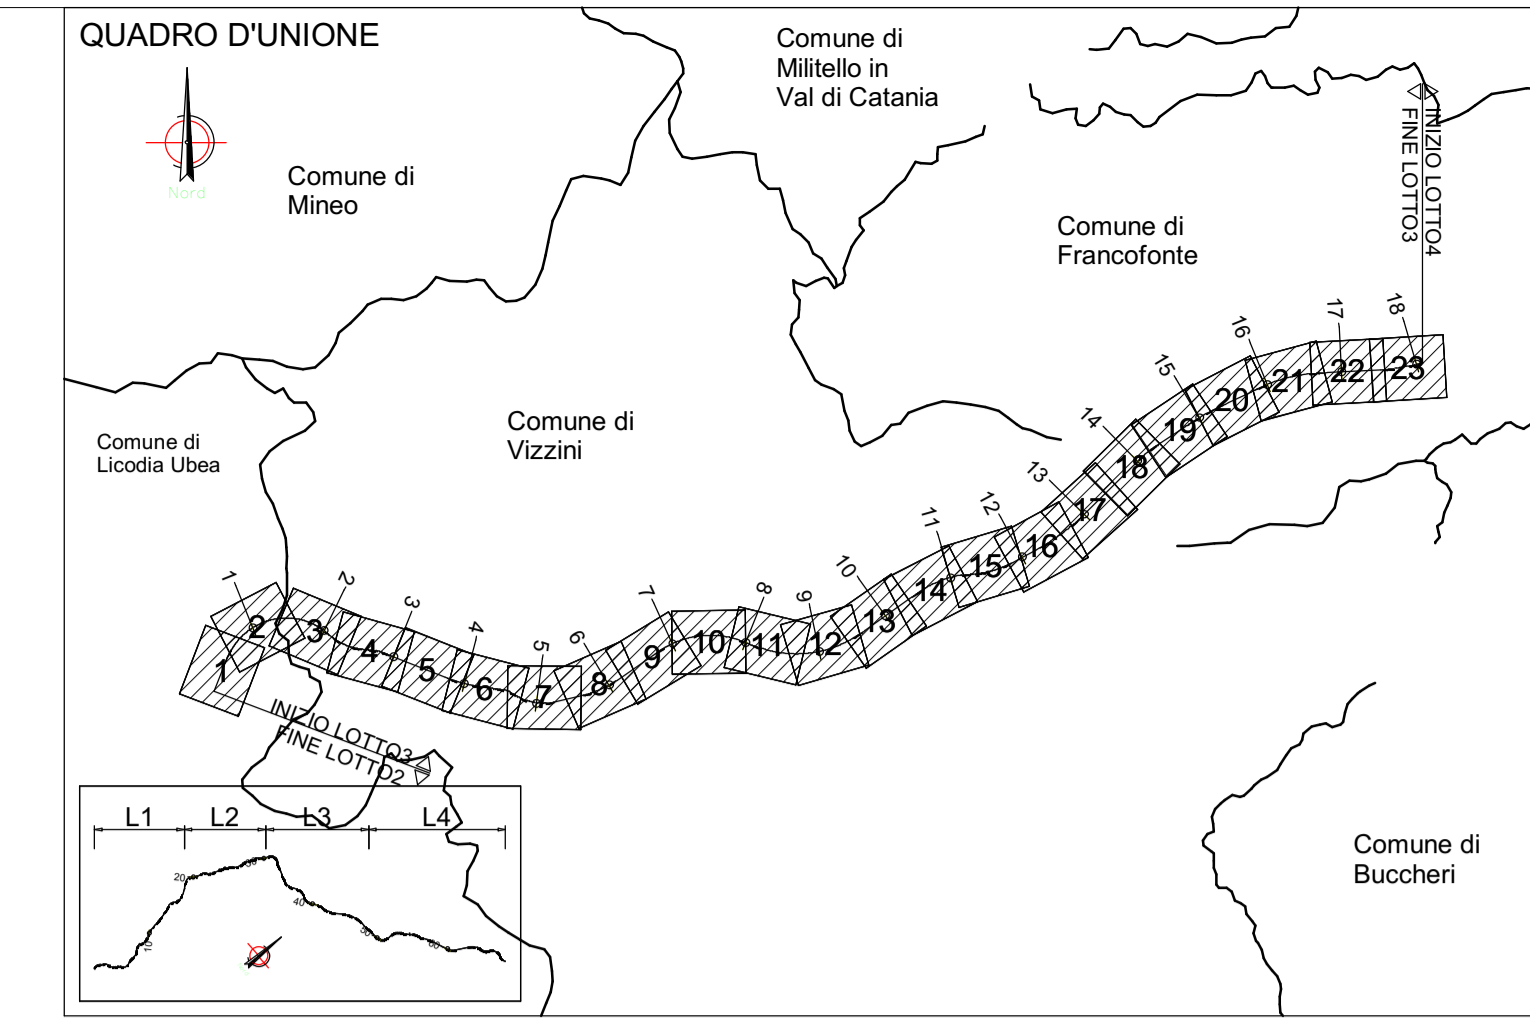 QUADRO D'UNIONE
Nord
Comune di
Mineo
Comune di
Militello in
Val di Catania
Comune di
Francofonte
INIZIO LOTTO4
FINE LOTTO3
Comune di
Licodia Ubea
Comune di
Vizzini
1
2
3
4
5
6
7
8
9
10
11
12
13
14
15
16
17
18
1
2
3
4
5
6
7
8
9
10
11
12
13
14
15
16
17
18
19
20
21
22
23
INIZIO LOTTO3
FINE LOTTO2
L1
L2
L3
L4
10
20
30
40
50
60
Comune di
Buccheri